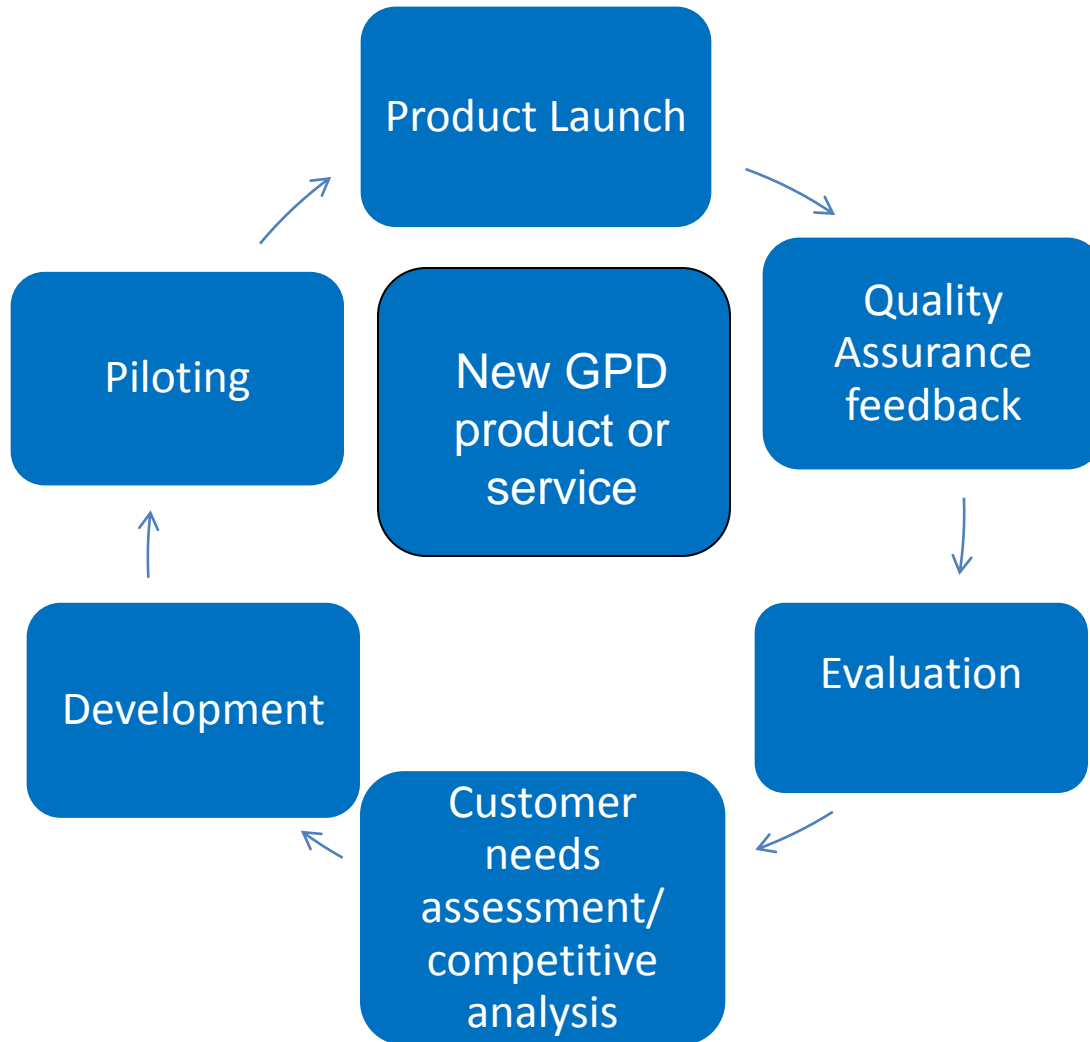 Product Launch
Quality
Assurance
feedback
Piloting
New GPD
product or
service
Evaluation
Development
Customer
needs
assessment/
competitive
analysis